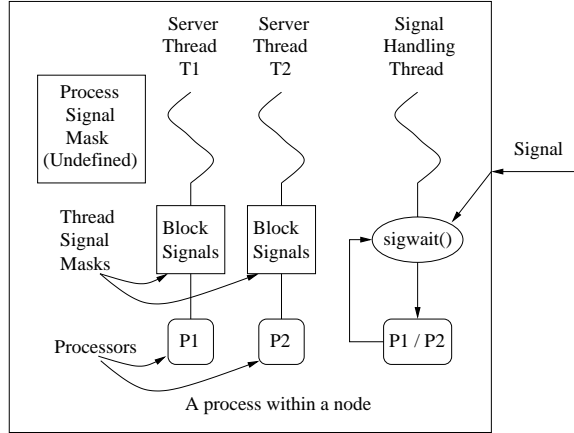 Server
Thread
T1
Server
Thread
T2
Signal
Handling
Thread
Process
Signal
Mask
(Undefined)
Signal
Thread
Signal
Masks
Block
Signals
Block
Signals
sigwait()
Processors
P1
P2
P1 / P2
A process within a node